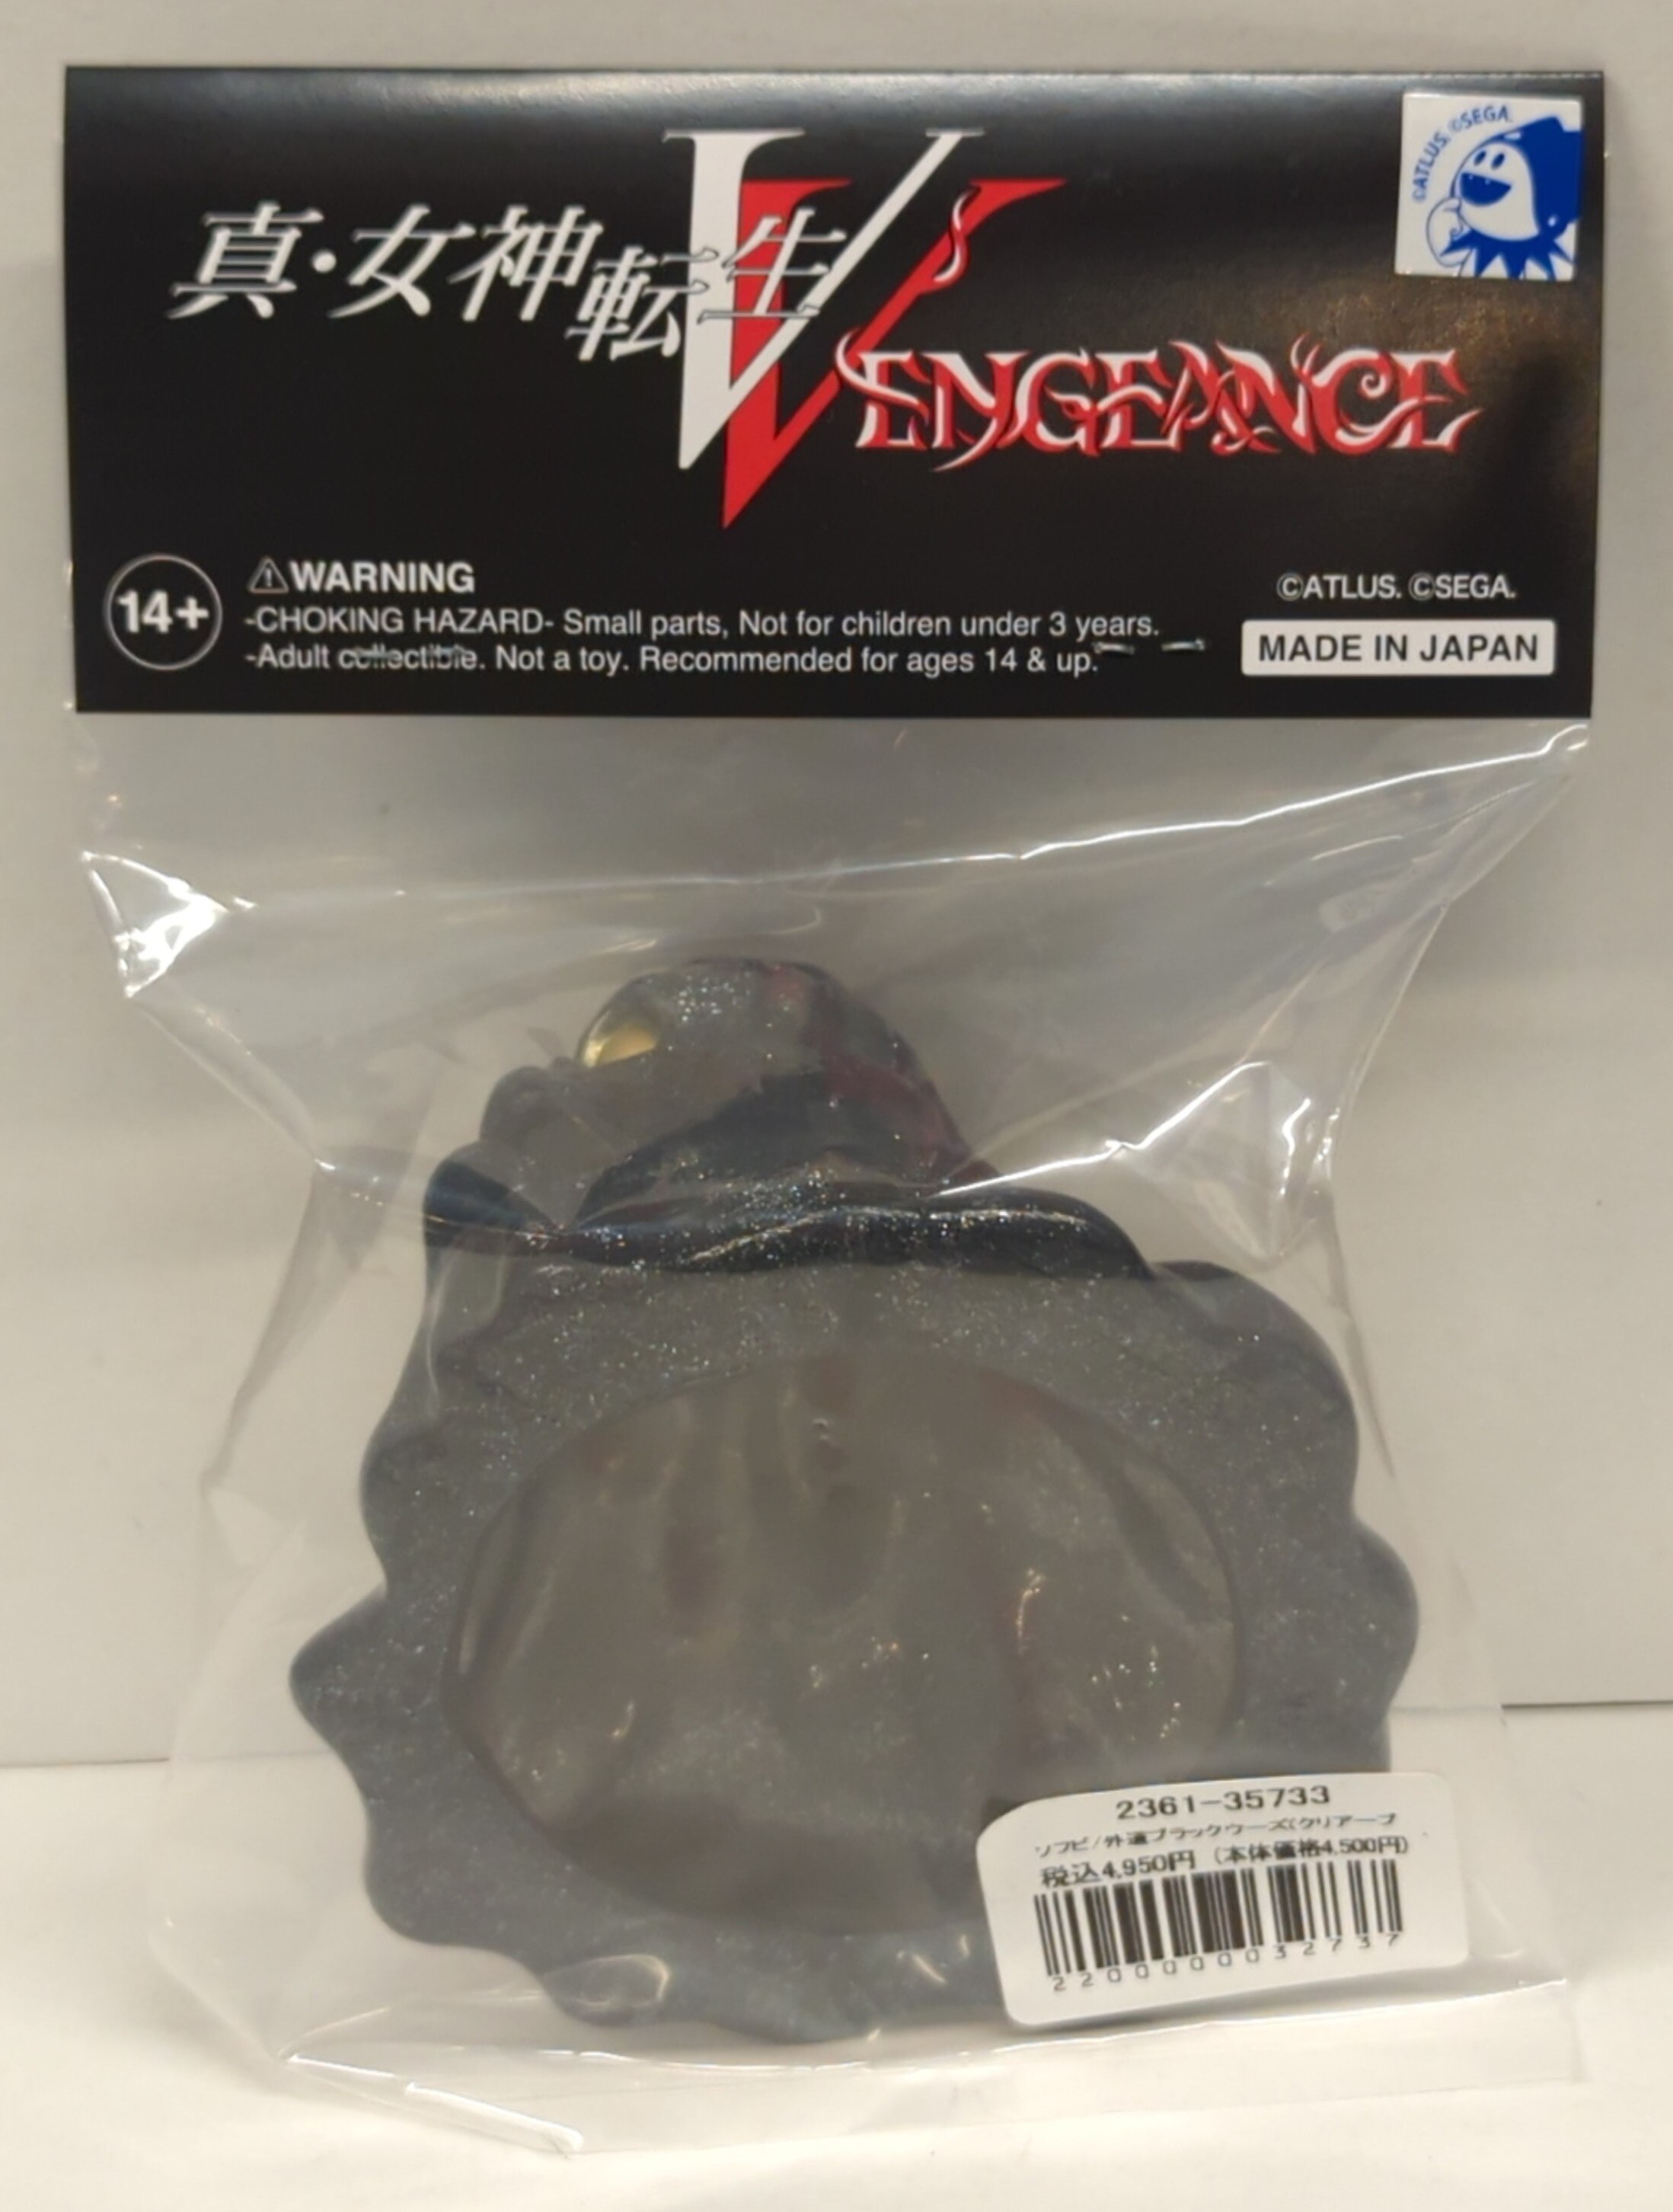 ©ATLUS. ©SEGA.
真・女神転生V
VENGEANCE
14+
⚠WARNING
-CHOKING HAZARD- Small parts, Not for children under 3 years.
-Adult collectible. Not a toy. Recommended for ages 14 & up.
©ATLUS. ©SEGA.
MADE IN JAPAN
2361-35733
ソフビ/外道ブラックウーズ(クリアーブ
税込4,950円 (本体価格4,500円)
2200000032737